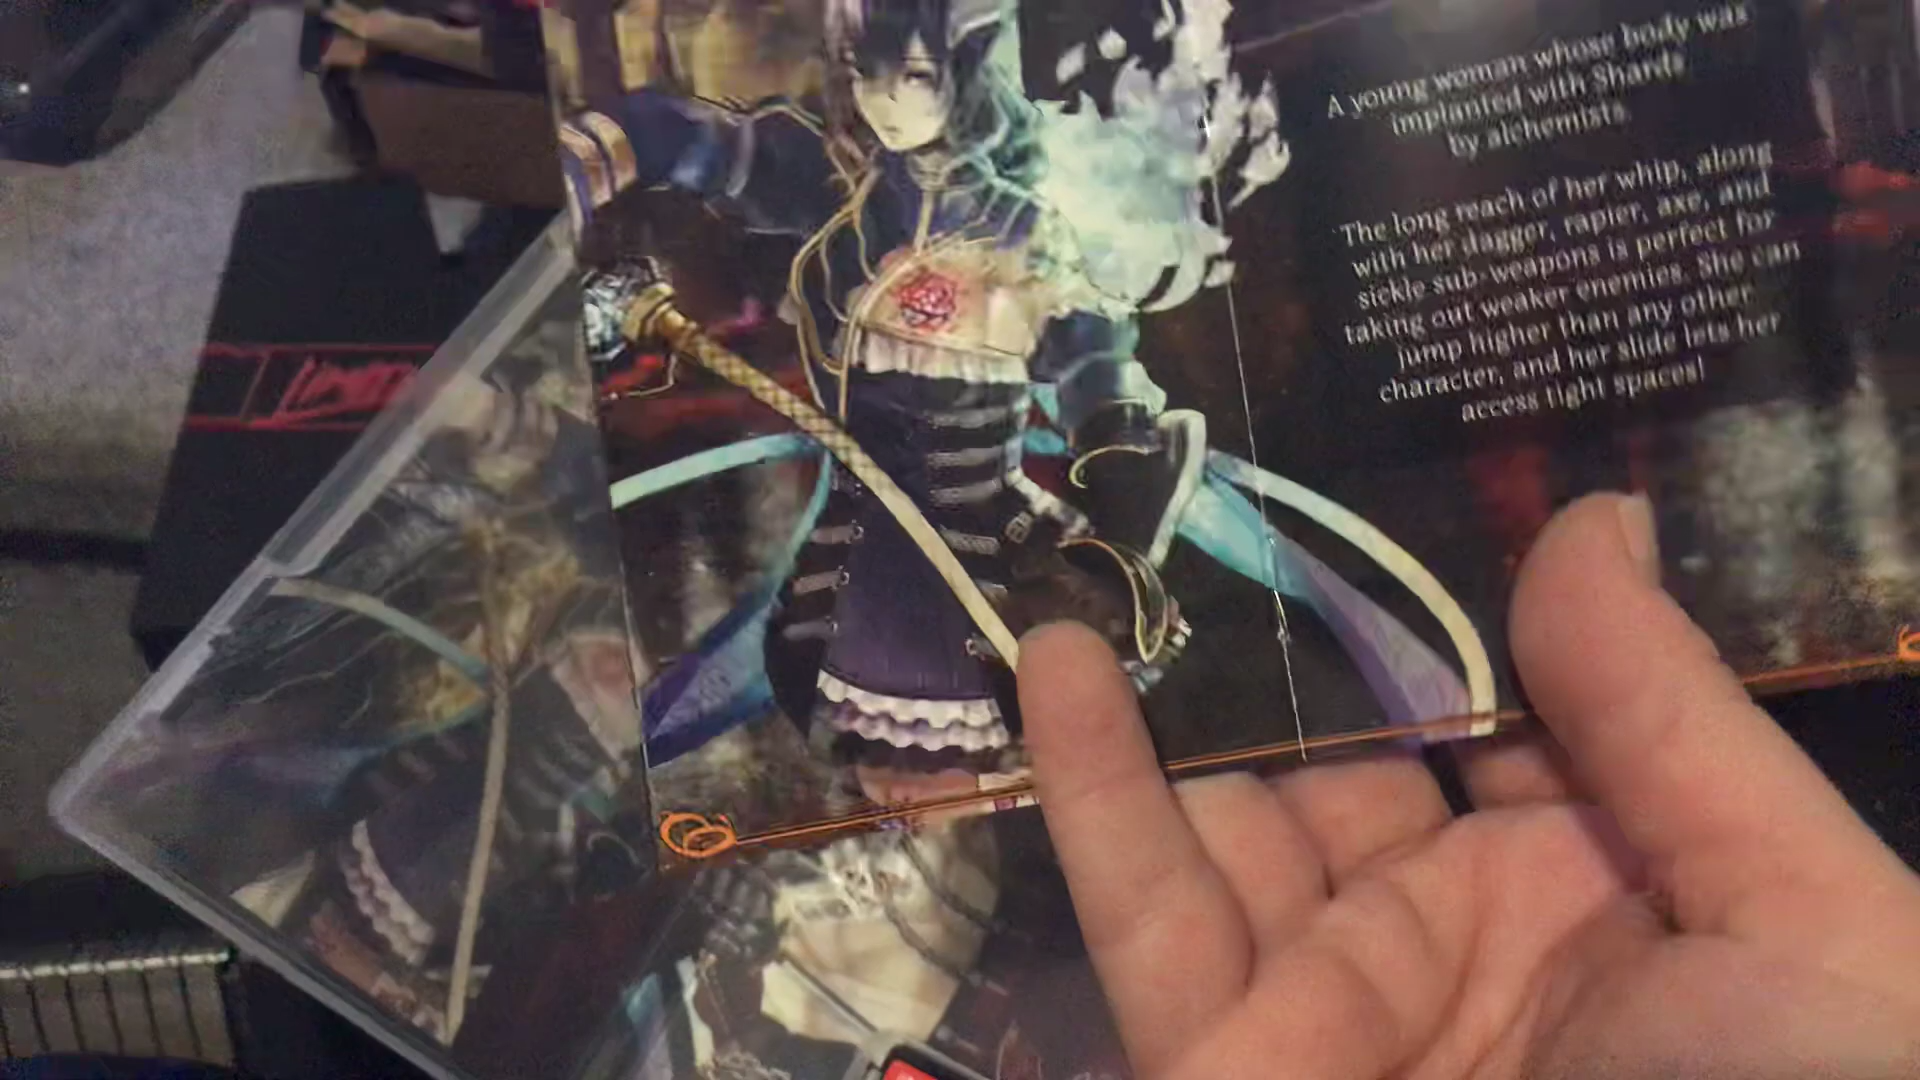 A young woman whose body was
implanted with Shards
by alchemists.
The long reach of her whip, along
with her dagger, rapier, axe, and
sickle sub-weapons is perfect for
taking out weaker enemies. She can
jump higher than any other
character, and her slide lets her
access tight spaces!